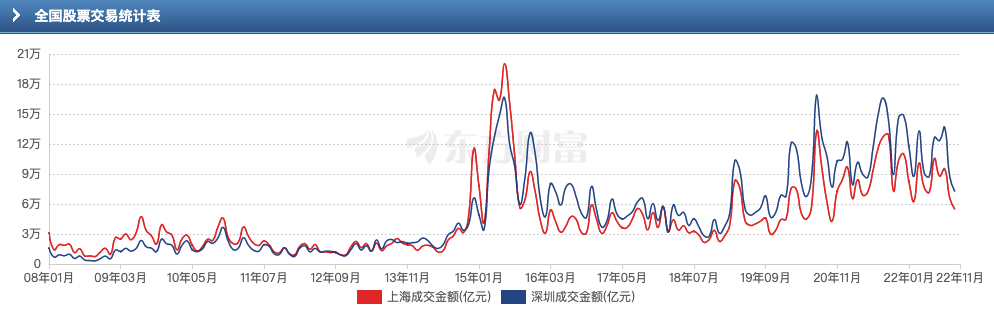 全国股票交易统计表
21万
18万
15万
12万
9万
6万
3万
0
东方财富
08年01月 09年03月 10年05月 11年07月 12年09月 13年11月 15年01月 16年03月 17年05月 18年07月 19年09月 20年11月 22年01月 22年11月
上海成交金额(亿元) 深圳成交金额(亿元)